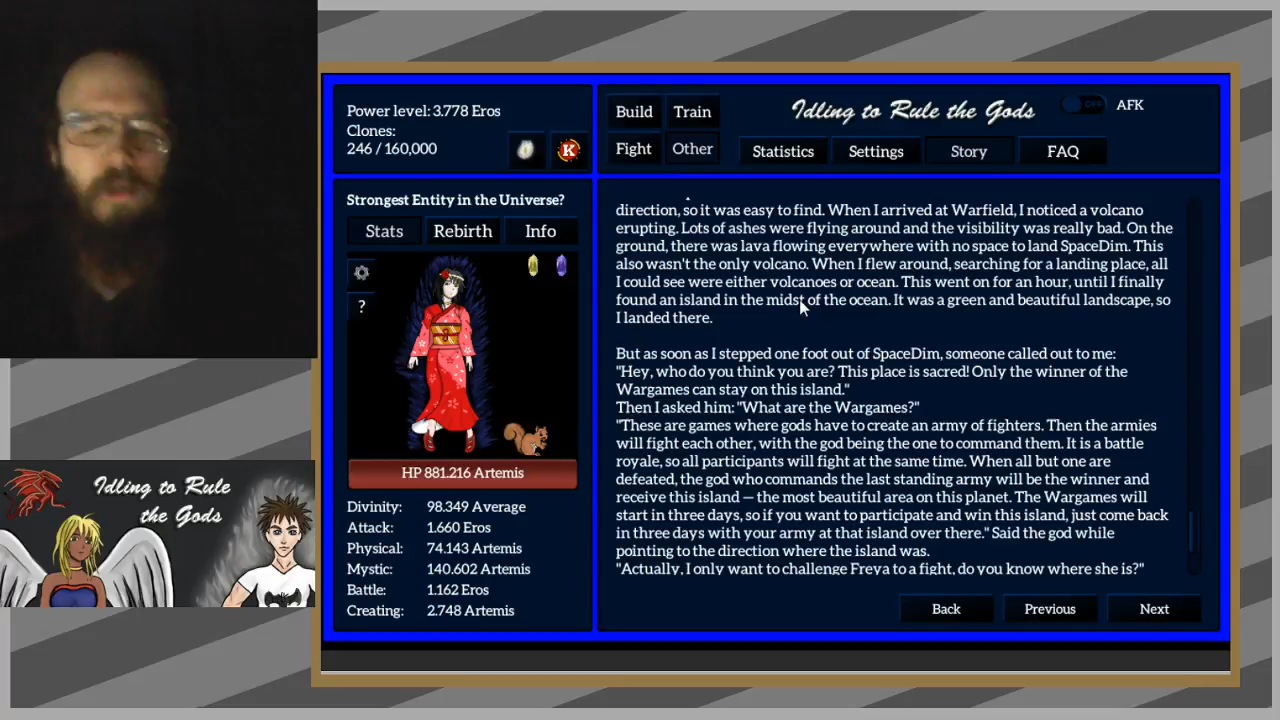 Power level: 3.778 Eros
Clones:
246 / 160,000
K
Build
Train
Fight
Other
Idling to Rule the Gods
OFF
AFK
Statistics
Settings
Story
FAQ
Strongest Entity in the Universe?
Stats
Rebirth
Info
?
HP 881.216 Artemis
Divinity: 98.349 Average
Attack: 1.660 Eros
Physical: 74.143 Artemis
Mystic: 140.602 Artemis
Battle: 1.162 Eros
Creating: 2.748 Artemis
direction, so it was easy to find. When I arrived at Warfield, I noticed a volcano
erupting. Lots of ashes were flying around and the visibility was really bad. On the
ground, there was lava flowing everywhere with no space to land SpaceDim. This
also wasn't the only volcano. When I flew around, searching for a landing place, all
I could see were either volcanoes or ocean. This went on for an hour, until I finally
found an island in the midst of the ocean. It was a green and beautiful landscape, so
I landed there.
But as soon as I stepped one foot out of SpaceDim, someone called out to me:
"Hey, who do you think you are? This place is sacred! Only the winner of the
Wargames can stay on this island."
Then I asked him: "What are the Wargames?"
"These are games where gods have to create an army of fighters. Then the armies
will fight each other, with the god being the one to command them. It is a battle
royale, so all participants will fight at the same time. When all but one are
defeated, the god who commands the last standing army will be the winner and
receive this island — the most beautiful area on this planet. The Wargames will
start in three days, so if you want to participate and win this island, just come back
in three days with your army at that island over there." Said the god while
pointing to the direction where the island was.
"Actually, I only want to challenge Freya to a fight, do you know where she is?"
Back
Previous
Next
Idling to Rule
the Gods